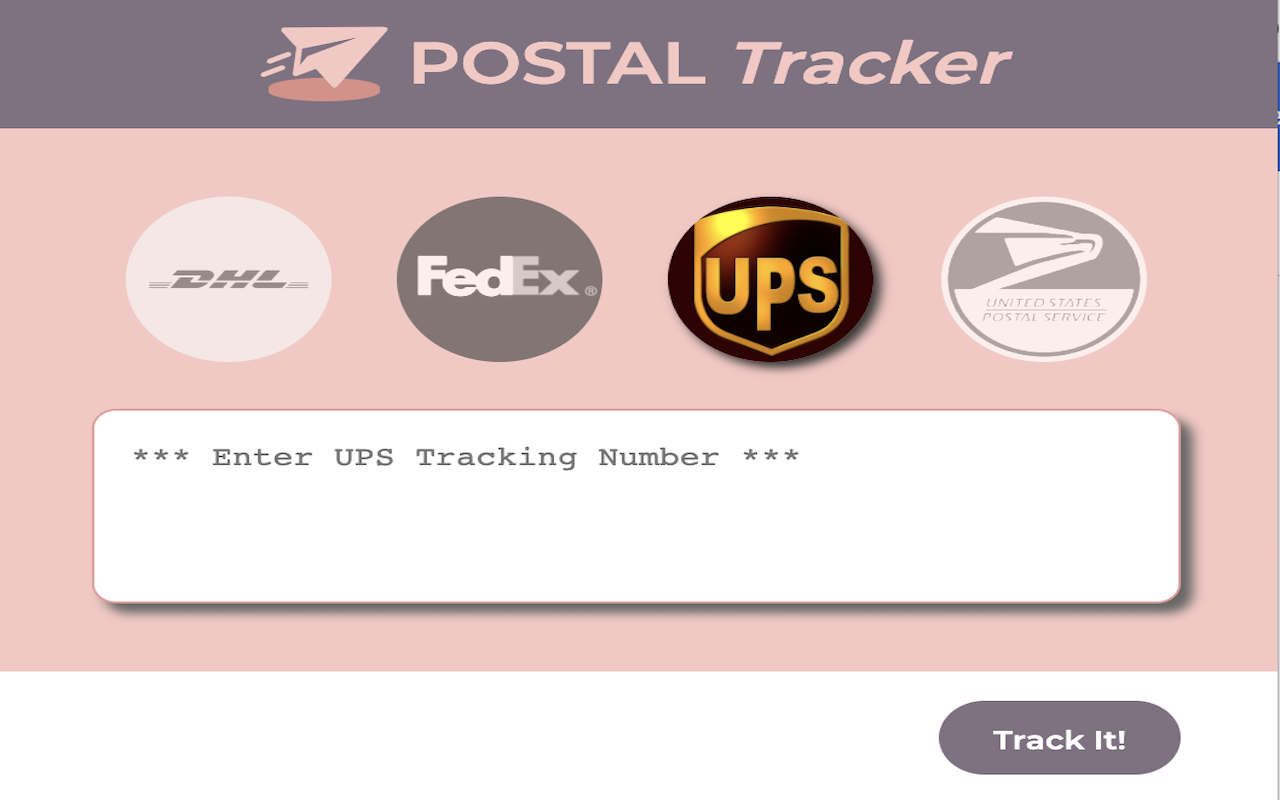 POSTAL Tracker
DHL
FedEx®
UPS
UNITED STATES
POSTAL SERVICE
*** Enter UPS Tracking Number ***
Track It!